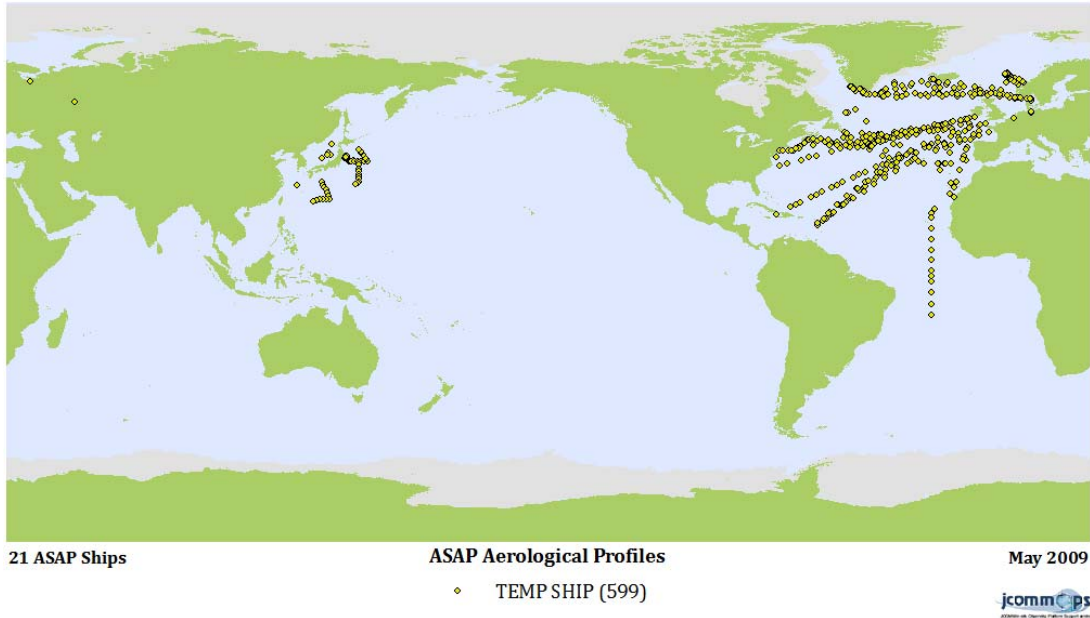 21 ASAP Ships
ASAP Aerological Profiles
May 2009
TEMP SHIP (599)
jcommops